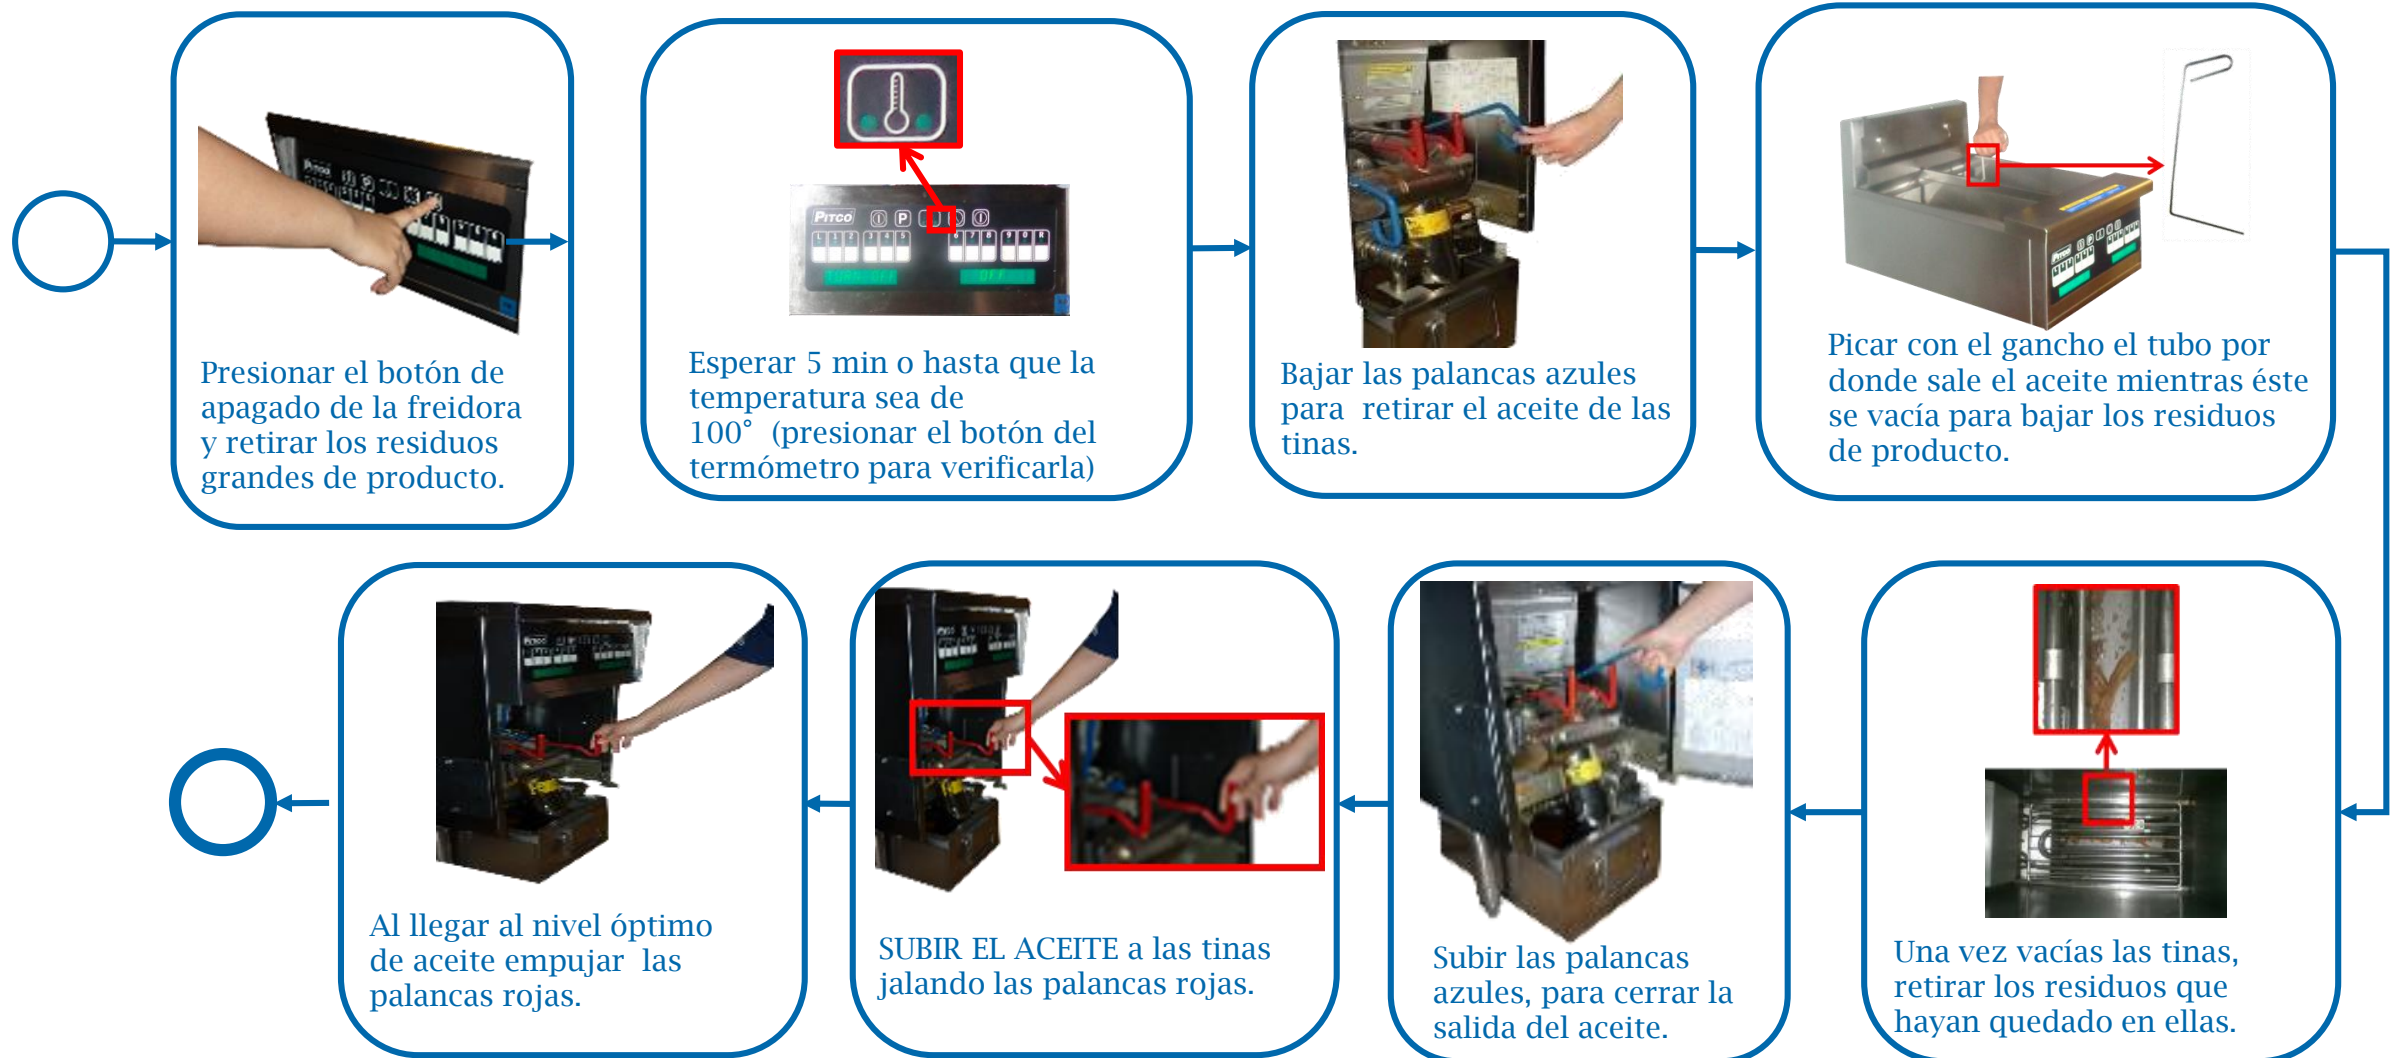 Presionar el botón de
apagado de la freidora
y retirar los residuos
grandes de producto.
PITCO
TURN OFF
OFF
Esperar 5 min o hasta que la
temperatura sea de
100° (presionar el botón del
termómetro para verificarla)
Bajar las palancas azules
para retirar el aceite de las
tinas.
Picar con el gancho el tubo por
donde sale el aceite mientras éste
se vacía para bajar los residuos
de producto.
Una vez vacías las tinas,
retirar los residuos que
hayan quedado en ellas.
Subir las palancas
azules, para cerrar la
salida del aceite.
SUBIR EL ACEITE a las tinas
jalando las palancas rojas.
Al llegar al nivel óptimo
de aceite empujar las
palancas rojas.